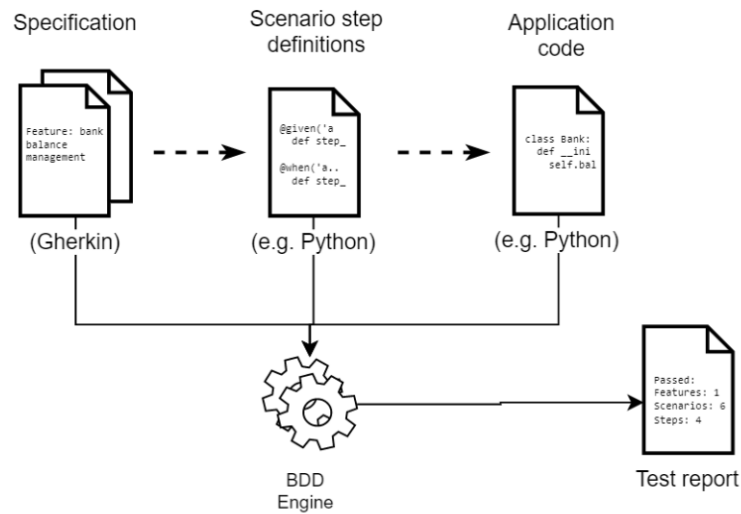 Specification
Scenario step
definitions
Application
code
Feature: bank
balance
management
@given('a
def step_
@when('a..
def step_
class Bank:
def __ini
self.bal
(Gherkin)
(e.g. Python)
(e.g. Python)
Passed:
Features: 1
Scenarios: 6
Steps: 4
BDD
Engine
Test report